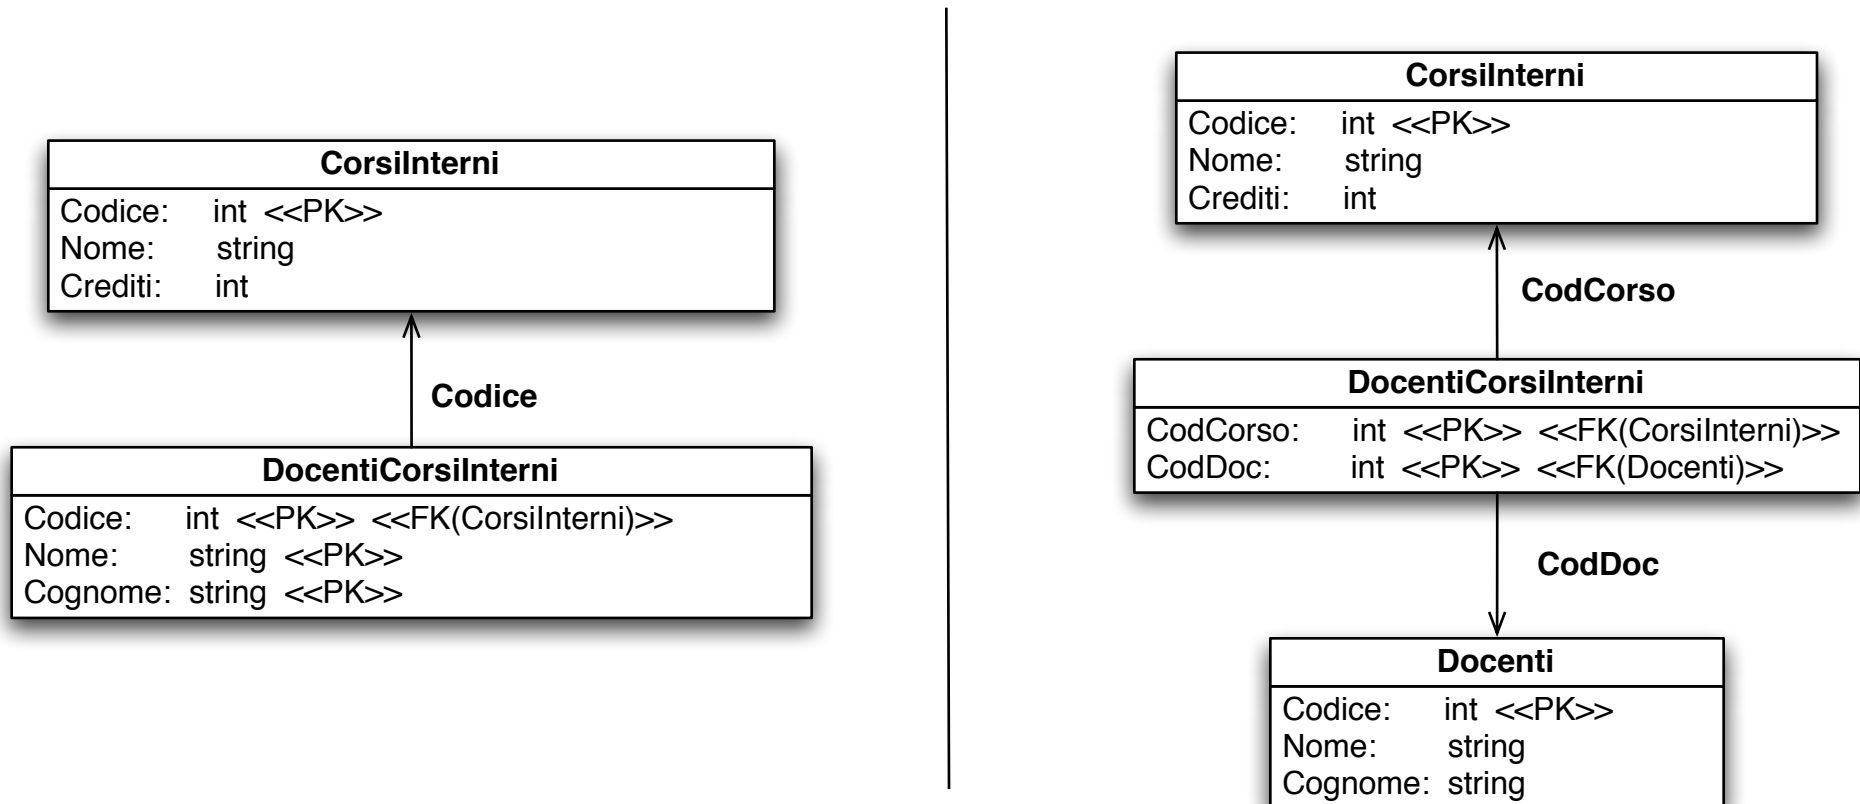 CorsiInterni
Codice: int <<PK>>
Nome: string
Crediti: int
Codice
DocentiCorsiInterni
Codice: int <<PK>> <<FK(CorsiInterni)>>
Nome: string <<PK>>
Cognome: string <<PK>>
CorsiInterni
Codice: int <<PK>>
Nome: string
Crediti: int
CodCorso
DocentiCorsiInterni
CodCorso: int <<PK>> <<FK(CorsiInterni)>>
CodDoc: int <<PK>> <<FK(Docenti)>>
CodDoc
Docenti
Codice: int <<PK>>
Nome: string
Cognome: string